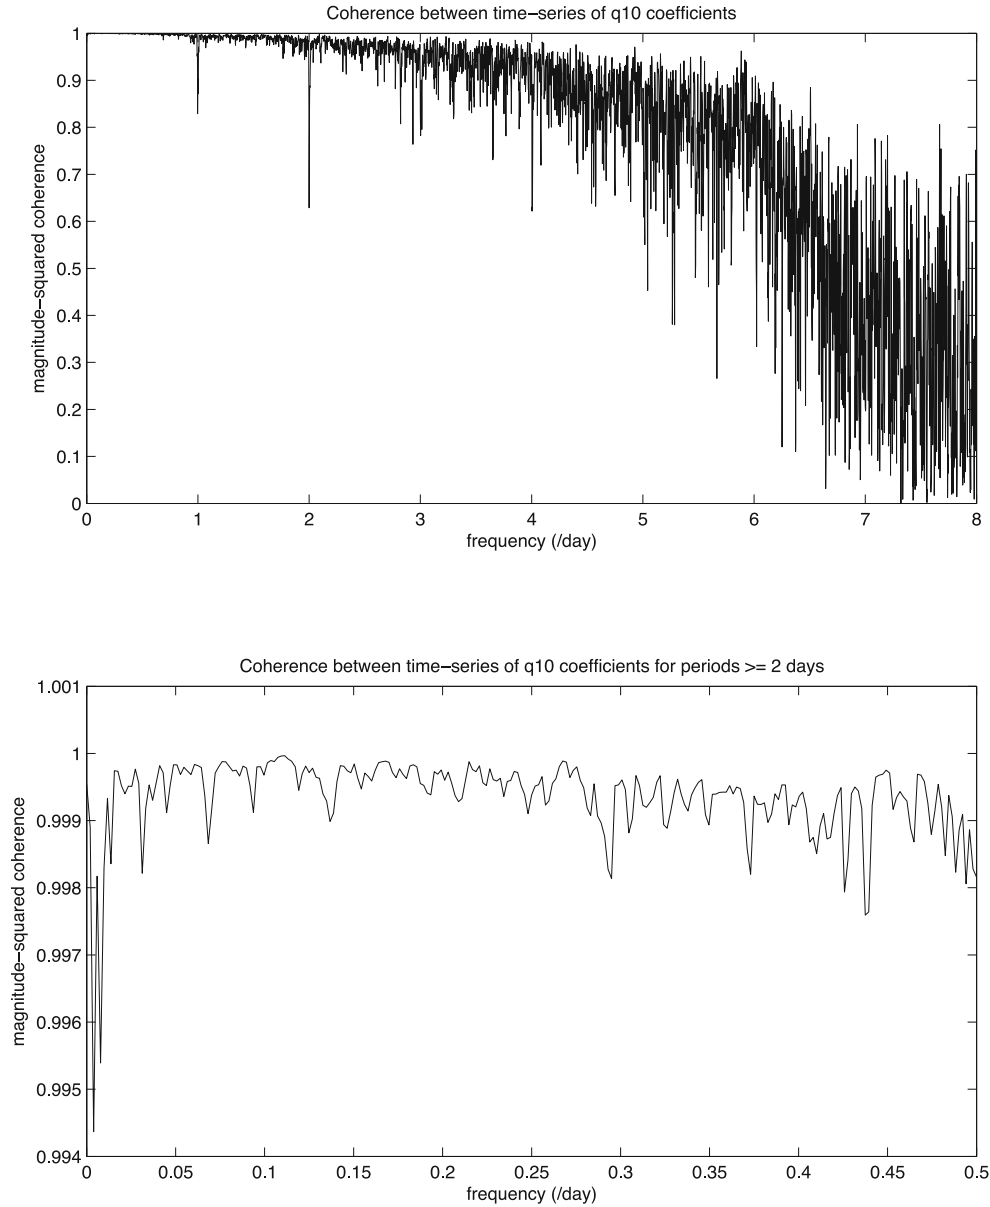 Coherence between time−series of q10 coefficients
1
0.9
0.8
0.7
0.6
0.5
0.4
0.3
0.2
0.1
0
magnitude−squared coherence
0 1 2 3 4 5 6 7 8
frequency (/day)
Coherence between time−series of q10 coefficients for periods >= 2 days
1.001
1
0.999
0.998
0.997
0.996
0.995
0.994
magnitude−squared coherence
0 0.05 0.1 0.15 0.2 0.25 0.3 0.35 0.4 0.45 0.5
frequency (/day)